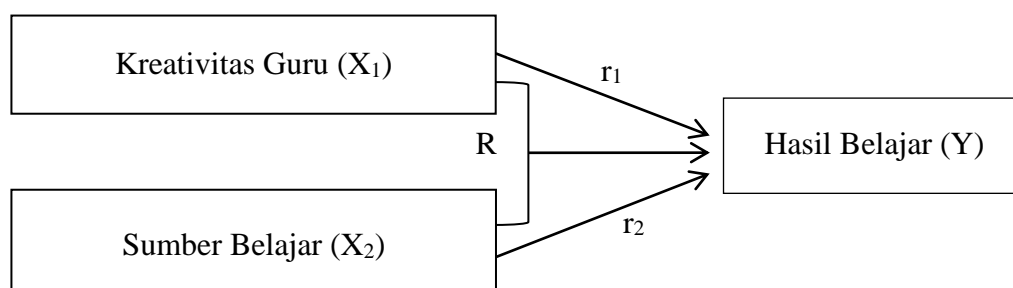 Kreativitas Guru (X₁)
r₁
R
Hasil Belajar (Y)
Sumber Belajar (X₂)
r₂